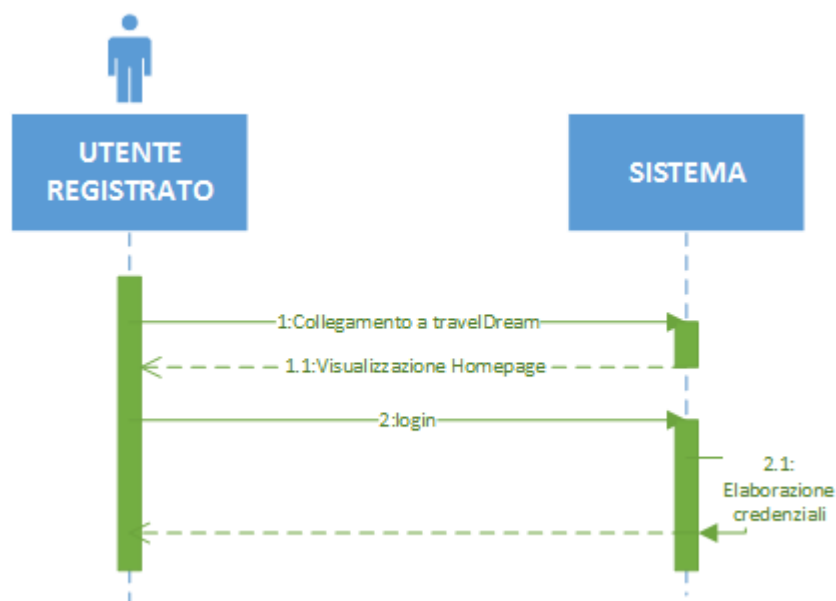 UTENTE
REGISTRATO
SISTEMA
1:Collegamento a travelDream
1.1:Visualizzazione Homepage
2:login
2.1:
Elaborazione
credenziali